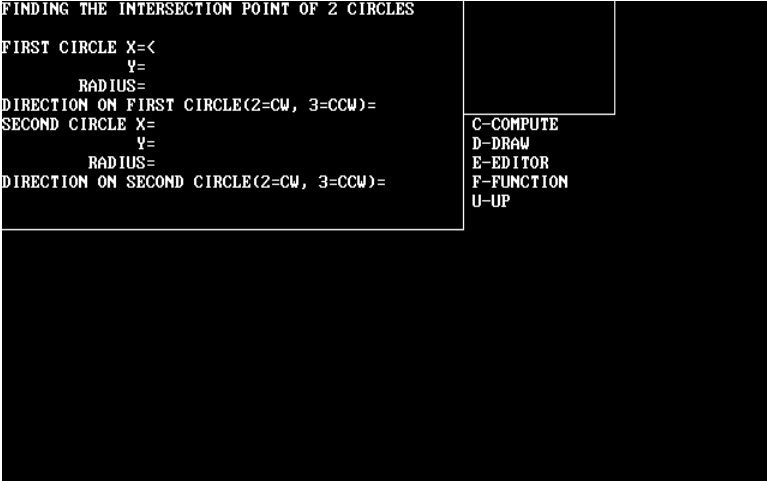 FINDING THE INTERSECTION POINT OF 2 CIRCLES
FIRST CIRCLE X=<
Y=
RADIUS=
DIRECTION ON FIRST CIRCLE(2=CW, 3=CCW)=
SECOND CIRCLE X=
Y=
RADIUS=
DIRECTION ON SECOND CIRCLE(2=CW, 3=CCW)=
C-COMPUTE
D-DRAW
E-EDITOR
F-FUNCTION
U-UP